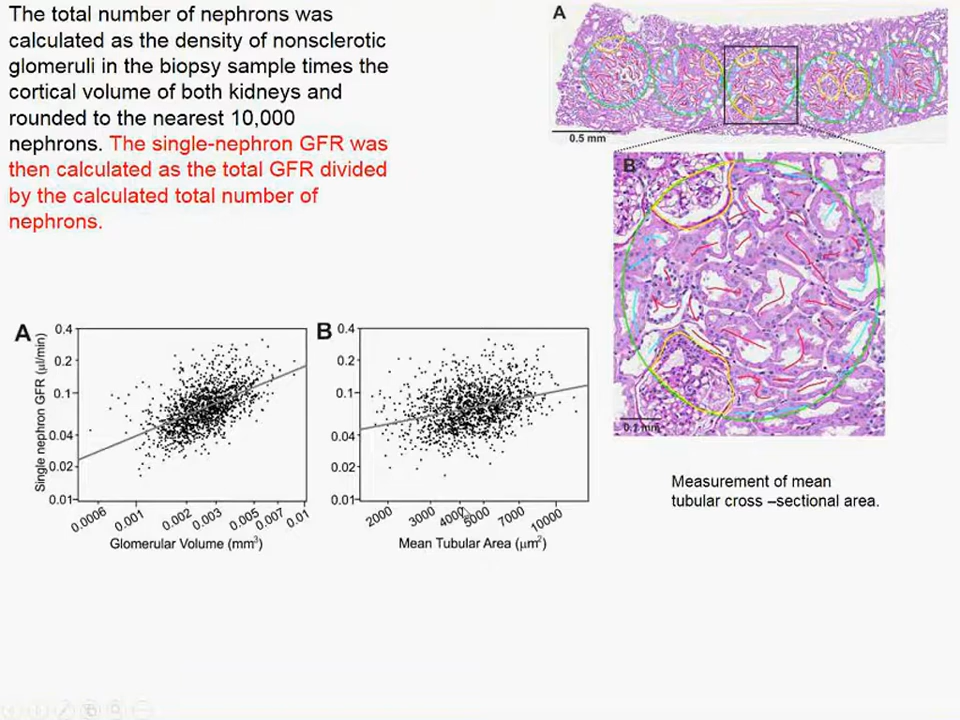 The total number of nephrons was
calculated as the density of nonsclerotic
glomeruli in the biopsy sample times the
cortical volume of both kidneys and
rounded to the nearest 10,000
nephrons. The single-nephron GFR was
then calculated as the total GFR divided
by the calculated total number of
nephrons.
A
0.5 mm
B
0.1 mm
Measurement of mean
tubular cross –sectional area.
A
Single nephron GFR (µl/min)
0.4
0.2
0.1
0.04
0.02
0.01
0.0006 0.001 0.002 0.003 0.005 0.007 0.01
Glomerular Volume (mm³)
B
0.4
0.2
0.1
0.04
0.02
0.01
2000 3000 4000 5000 7000 10000
Mean Tubular Area (µm²)